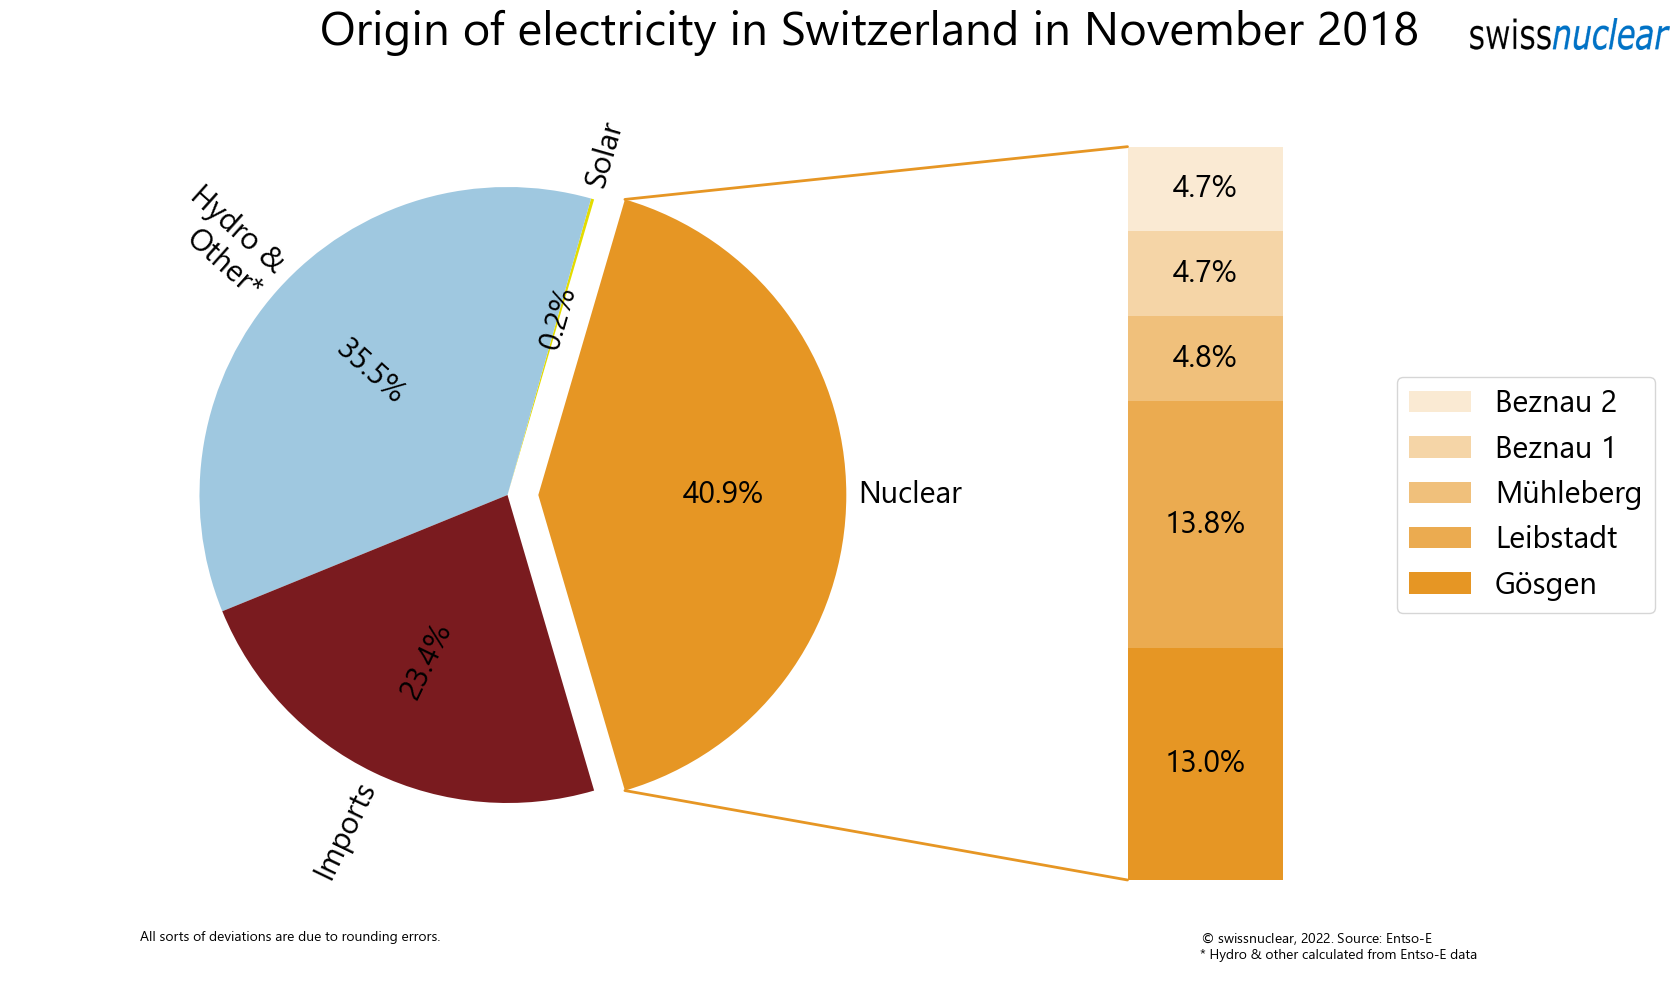 Origin of electricity in Switzerland in November 2018
swissnuclear
Solar
Hydro &
Other*
0.2%
35.5%
40.9%
Nuclear
23.4%
Imports
4.7%
4.7%
4.8%
13.8%
13.0%
Beznau 2
Beznau 1
Mühleberg
Leibstadt
Gösgen
All sorts of deviations are due to rounding errors.
© swissnuclear, 2022. Source: Entso-E
* Hydro & other calculated from Entso-E data